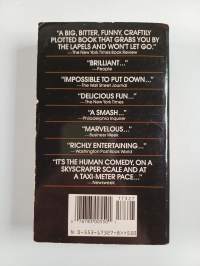 "A BIG, BITTER, FUNNY, CRAFTILY
PLOTTED BOOK THAT GRABS YOU BY
THE LAPELS AND WON'T LET GO."
—The New York Times Book Review
"BRILLIANT..."
—People
"IMPOSSIBLE TO PUT DOWN..."
—The Wall Street Journal
"DELICIOUS FUN..."
—The New York Times
"A SMASH..."
—Philadelphia Inquirer
"MARVELOUS..."
—Business Week
"RICHLY ENTERTAINING..."
—Washington Post Book World
"IT'S THE HUMAN COMEDY, ON A
SKYSCRAPER SCALE AND AT
A TAXI-METER PACE..."
—Newsweek